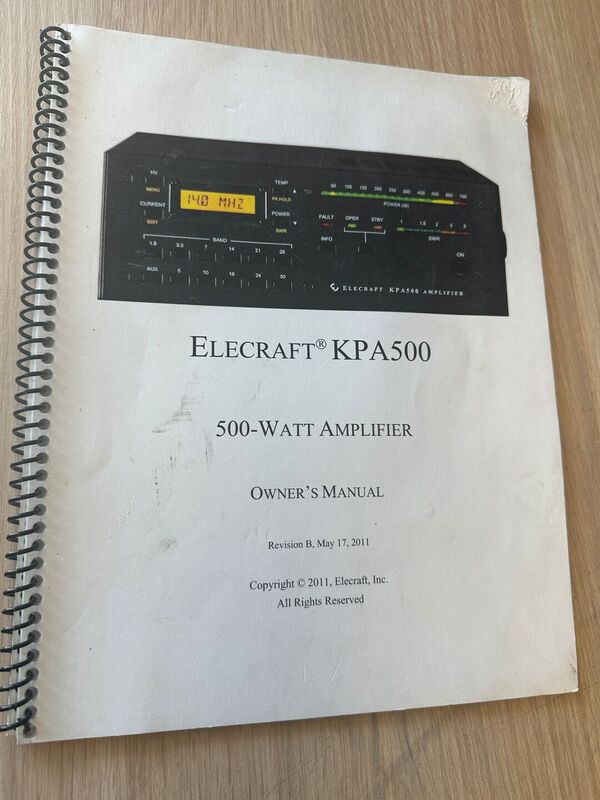 HV
MENU
CURRENT
EDIT
14.0 MHZ
TEMP
PK HOLD
POWER
SWR
BAND
1.8 3.5 7 14 21 28
AUX 5 10 18 24 50
50 100 150 200 250 300 400 500 600 700
POWER (W)
FAULT OPER STBY
INFO
1 1.5 2 3
SWR
ON
ELECRAFT KPA500 AMPLIFIER
ELECRAFT® KPA500
500-WATT AMPLIFIER
OWNER'S MANUAL
Revision B, May 17, 2011
Copyright © 2011, Elecraft, Inc.
All Rights Reserved